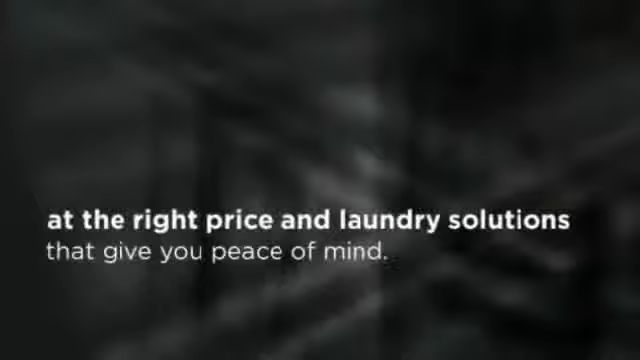 at the right price and laundry solutions
that give you peace of mind.